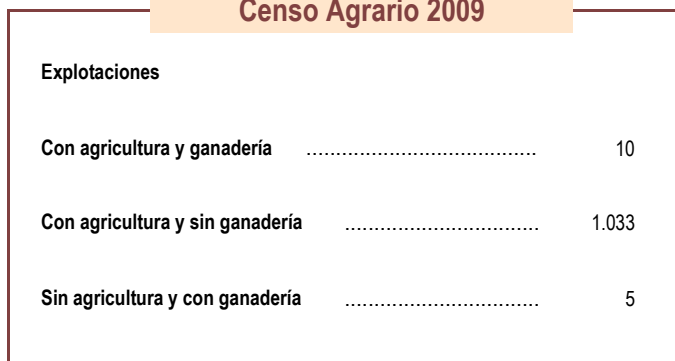 Censo Agrario 2009
Explotaciones
Con agricultura y ganadería ....................................... 10
Con agricultura y sin ganadería ................................. 1.033
Sin agricultura y con ganadería ................................. 5